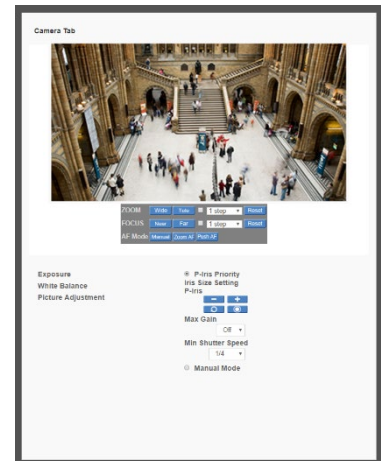 Camera Tab
ZOOM Wide Tele 1 step Reset
FOCUS Near Far 1 step Reset
AF Mode Manual Zoom AF Push AF
Exposure
White Balance
Picture Adjustment
P-Iris Priority
Iris Size Setting
P-Iris
− +
Max Gain
Off
Min Shutter Speed
1/4
Manual Mode